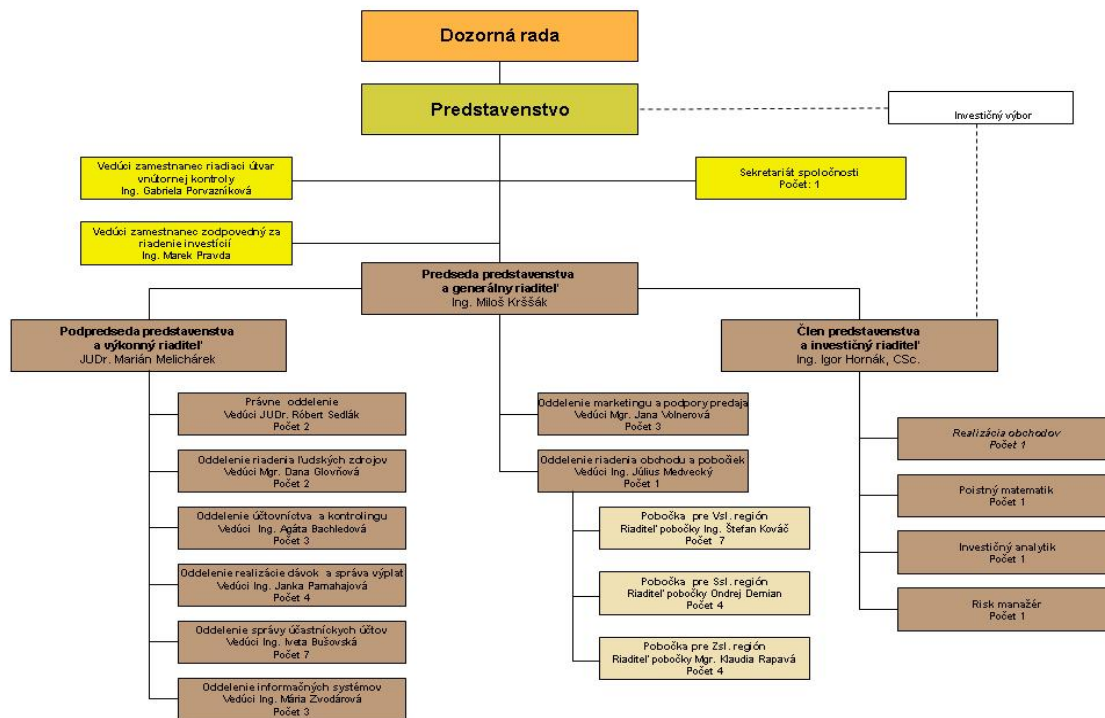 Dozorná rada
Predstavenstvo
Investičný výbor
Vedúci zamestnanec riadiaci útvar
vnútornej kontroly
Ing. Gabriela Porvazníková
Sekretariát spoločnosti
Počet: 1
Vedúci zamestnanec zodpovedný za
riadenie investícií
Ing. Marek Pravda
Predseda predstavenstva
a generálny riaditeľ
Ing. Miloš Krššák
Podpredseda predstavenstva
a výkonný riaditeľ
JUDr. Marián Melichárek
Člen predstavenstva
a investičný riaditeľ
Ing. Igor Hornák, CSc.
Právne oddelenie
Vedúci JUDr. Róbert Sedlák
Počet 2
Oddelenie riadenia ľudských zdrojov
Vedúci Mgr. Dana Glovňová
Počet 2
Oddelenie účtovníctva a kontrolingu
Vedúci Ing. Agáta Bachledová
Počet 3
Oddelenie realizácie dávok a správa výplat
Vedúci Ing. Janka Pamahajová
Počet 4
Oddelenie správy účastníckych účtov
Vedúci Ing. Iveta Bušovská
Počet 7
Oddelenie informačných systémov
Vedúci Ing. Mária Zvodárová
Počet 3
Oddelenie marketingu a podpory predaja
Vedúci Mgr. Jana Volnerová
Počet 3
Oddelenie riadenia obchodu a pobočiek
Vedúci Ing. Július Medvecký
Počet 1
Pobočka pre Vsl. región
Riaditeľ pobočky Ing. Štefan Kováč
Počet 7
Pobočka pre Ssl. región
Riaditeľ pobočky Ondrej Demian
Počet 4
Pobočka pre Zsl. región
Riaditeľ pobočky Mgr. Klaudia Rapavá
Počet 4
Realizácia obchodov
Počet 1
Poistný matematik
Počet 1
Investičný analytik
Počet 1
Risk manažér
Počet 1